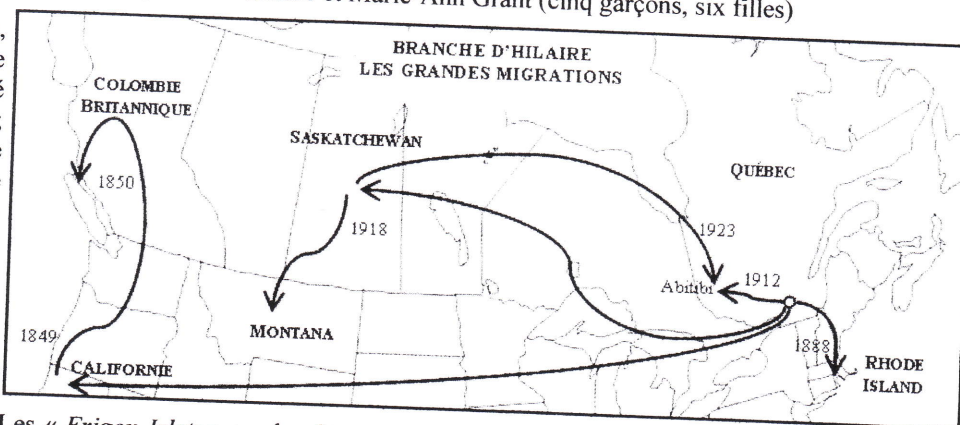 et Marie-Ann Grant (cinq garçons, six filles)
BRANCHE D'HILAIRE
LES GRANDES MIGRATIONS
COLOMBIE
BRITANNIQUE
SASKATCHEWAN
QUÉBEC
1850
1918
1923
Abitibi
1912
MONTANA
1849
1888
CALIFORNIE
RHODE
ISLAND
Les «